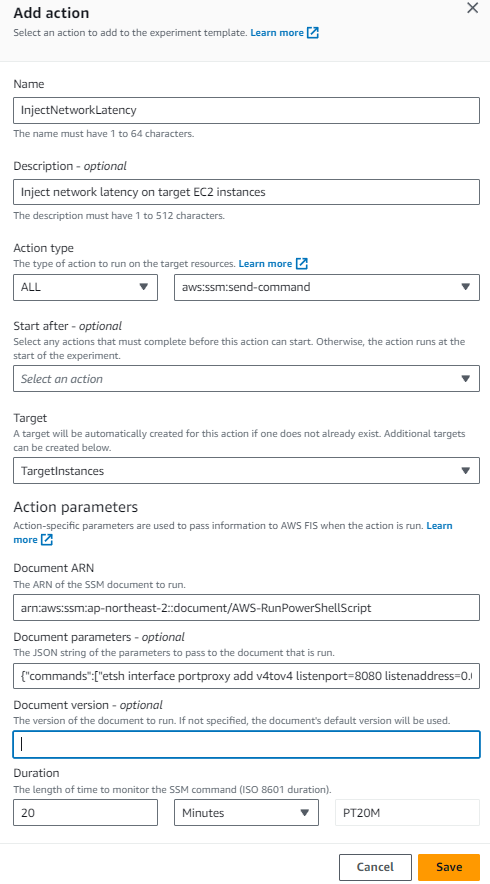 Add action
Select an action to add to the experiment template. Learn more
Name
InjectNetworkLatency
The name must have 1 to 64 characters.
Description - optional
Inject network latency on target EC2 instances
The description must have 1 to 512 characters.
Action type
The type of action to run on the target resources. Learn more
ALL
aws:ssm:send-command
Start after - optional
Select any actions that must complete before this action can start. Otherwise, the action runs at the
start of the experiment.
Select an action
Target
A target will be automatically created for this action if one does not already exist. Additional targets
can be created below.
TargetInstances
Action parameters
Action-specific parameters are used to pass information to AWS FIS when the action is run. Learn
more
Document ARN
The ARN of the SSM document to run.
arn:aws:ssm:ap-northeast-2::document/AWS-RunPowerShellScript
Document parameters - optional
The JSON string of the parameters to pass to the document that is run.
{"commands":["etsh interface portproxy add v4tov4 listenport=8080 listenaddress=0.
Document version - optional
The version of the document to run. If not specified, the document's default version will be used.
Duration
The length of time to monitor the SSM command (ISO 8601 duration).
20
Minutes
PT20M
Cancel
Save